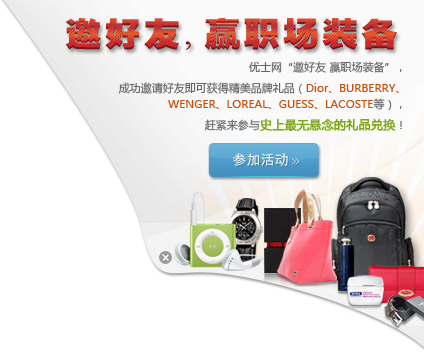 邀好友，赢职场装备
优士网“邀好友 赢职场装备”，
成功邀请好友即可获得精美品牌礼品（Dior、BURBERRY、
WENGER、LOREAL、GUESS、LACOSTE等），
赶紧来参与史上最无悬念的礼品兑换！
参加活动 »